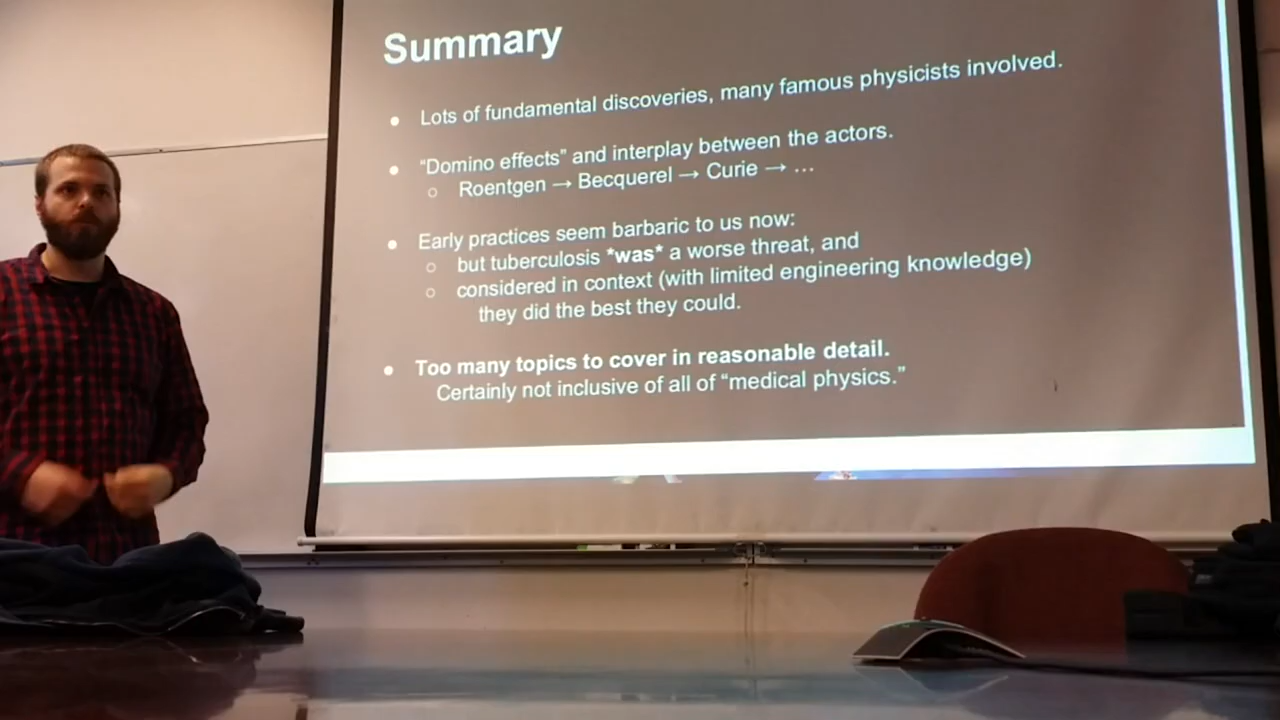 Summary
● Lots of fundamental discoveries, many famous physicists involved.
● “Domino effects” and interplay between the actors.
○ Roentgen → Becquerel → Curie → …
● Early practices seem barbaric to us now:
○ but tuberculosis *was* a worse threat, and
○ considered in context (with limited engineering knowledge)
they did the best they could.
● Too many topics to cover in reasonable detail.
Certainly not inclusive of all of “medical physics.”